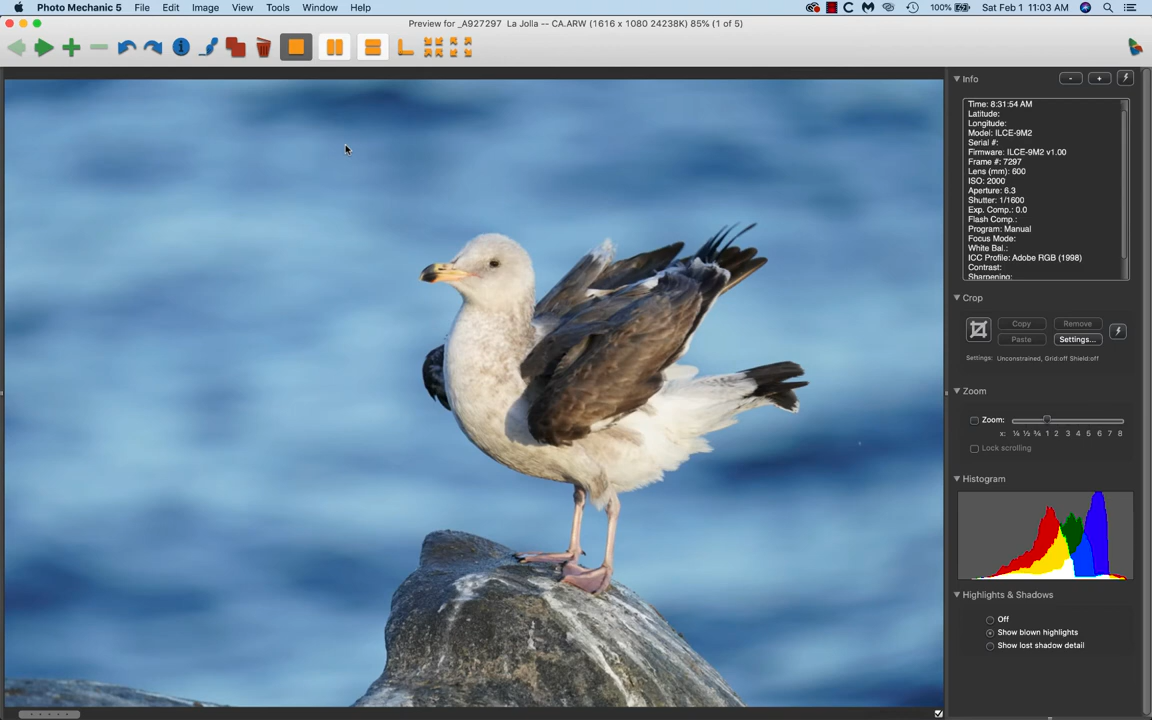 Photo Mechanic 5 File Edit Image View Tools Window Help 100% Sat Feb 1 11:03 AM
Preview for _A927297 La Jolla -- CA.ARW (1616 x 1080 24238K) 85% (1 of 5)
Info - +
Time: 8:31:54 AM
Latitude:
Longitude:
Model: ILCE-9M2
Serial #:
Firmware: ILCE-9M2 v1.00
Frame #: 7297
Lens (mm): 600
ISO: 2000
Aperture: 6.3
Shutter: 1/1600
Exp. Comp.: 0.0
Flash Comp.:
Program: Manual
Focus Mode:
White Bal.:
ICC Profile: Adobe RGB (1998)
Contrast:
Sharpening:
Crop
Copy Remove
Paste Settings...
Settings: Unconstrained, Grid:off Shield:off
Zoom
Zoom:
x: ¼ ½ ¾ 1 2 3 4 5 6 7 8
Lock scrolling
Histogram
Highlights & Shadows
Off
Show blown highlights
Show lost shadow detail